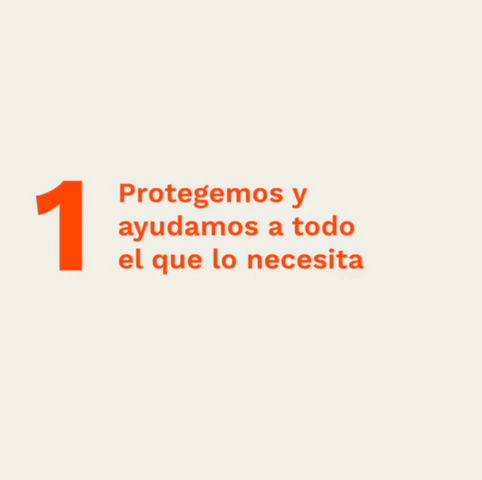 1
Protegemos y
ayudamos a todo
el que lo necesita